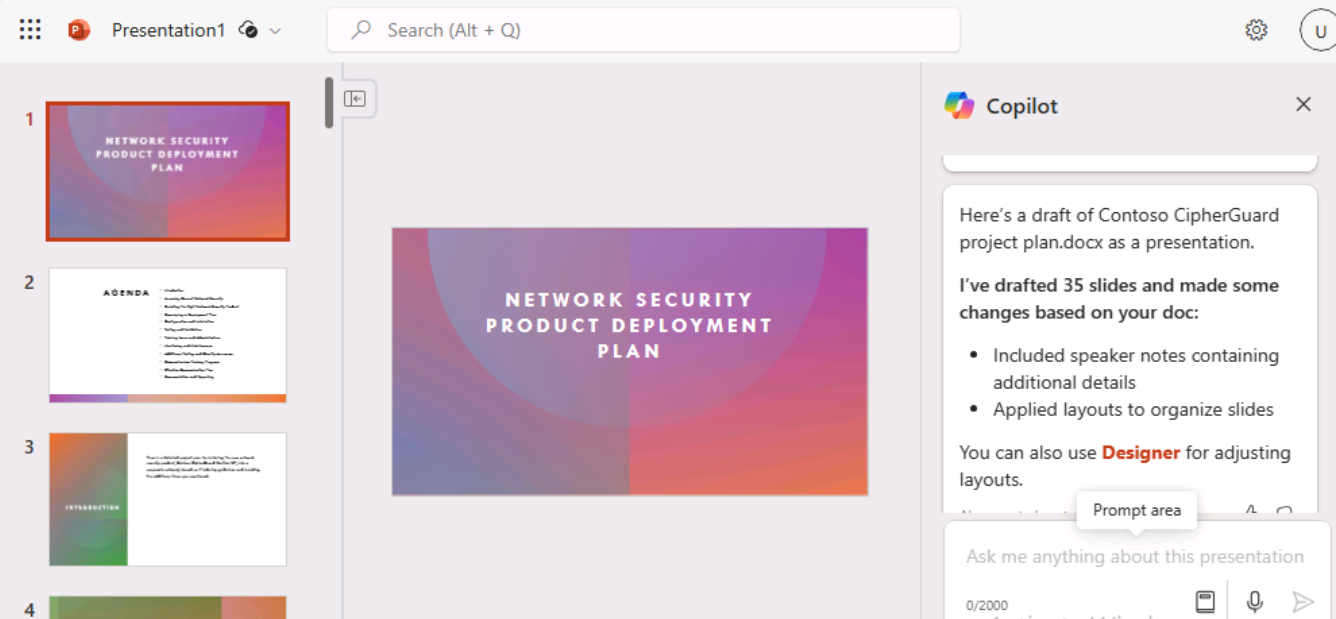 Presentation1
Search (Alt + Q)
U
1
NETWORK SECURITY
PRODUCT DEPLOYMENT
PLAN
2
AGENDA
3
INTRODUCTION
4
NETWORK SECURITY
PRODUCT DEPLOYMENT
PLAN
Copilot
Here's a draft of Contoso CipherGuard
project plan.docx as a presentation.
I've drafted 35 slides and made some
changes based on your doc:
• Included speaker notes containing
additional details
• Applied layouts to organize slides
You can also use Designer for adjusting
layouts.
Prompt area
Ask me anything about this presentation
0/2000